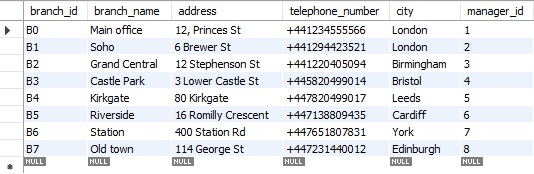 branch_id branch_name address telephone_number city manager_id
B0 Main office 12, Princes St +441234555566 London 1
B1 Soho 6 Brewer St +441294423521 London 2
B2 Grand Central 12 Stephenson St +441220405094 Birmingham 3
B3 Castle Park 3 Lower Castle St +445820499014 Bristol 4
B4 Kirkgate 80 Kirkgate +447820499017 Leeds 5
B5 Riverside 16 Romilly Crescent +447138809435 Cardiff 6
B6 Station 400 Station Rd +447651807831 York 7
B7 Old town 114 George St +447231440012 Edinburgh 8
NULL NULL NULL NULL NULL NULL